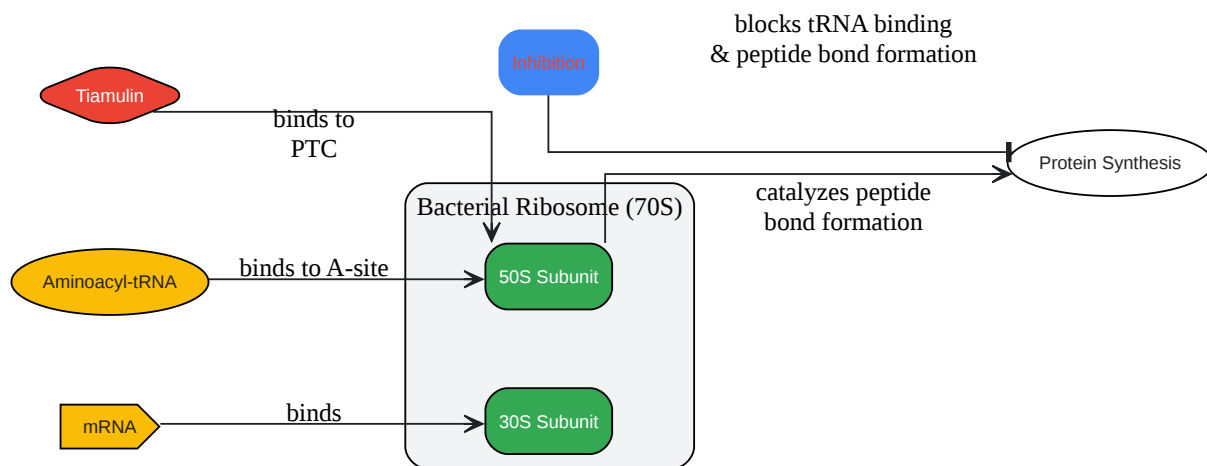 blocks tRNA binding
& peptide bond formation
Inhibition
Tiamulin
binds to
PTC
Protein Synthesis
catalyzes peptide
bond formation
Bacterial Ribosome (70S)
Aminoacyl-tRNA
binds to A-site
50S Subunit
mRNA
binds
30S Subunit